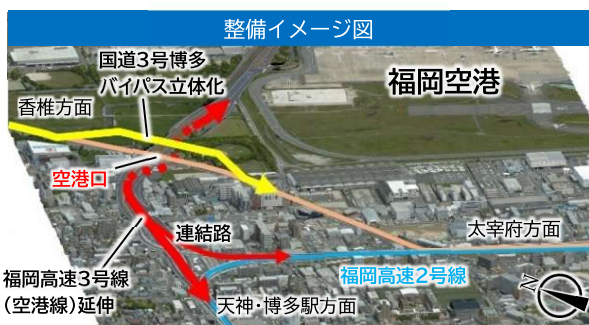 整備イメージ図
国道3号博多
バイパス立体化
福岡空港
香椎方面
空港口
連結路
太宰府方面
福岡高速3号線
(空港線)延伸
福岡高速2号線
天神・博多駅方面
N